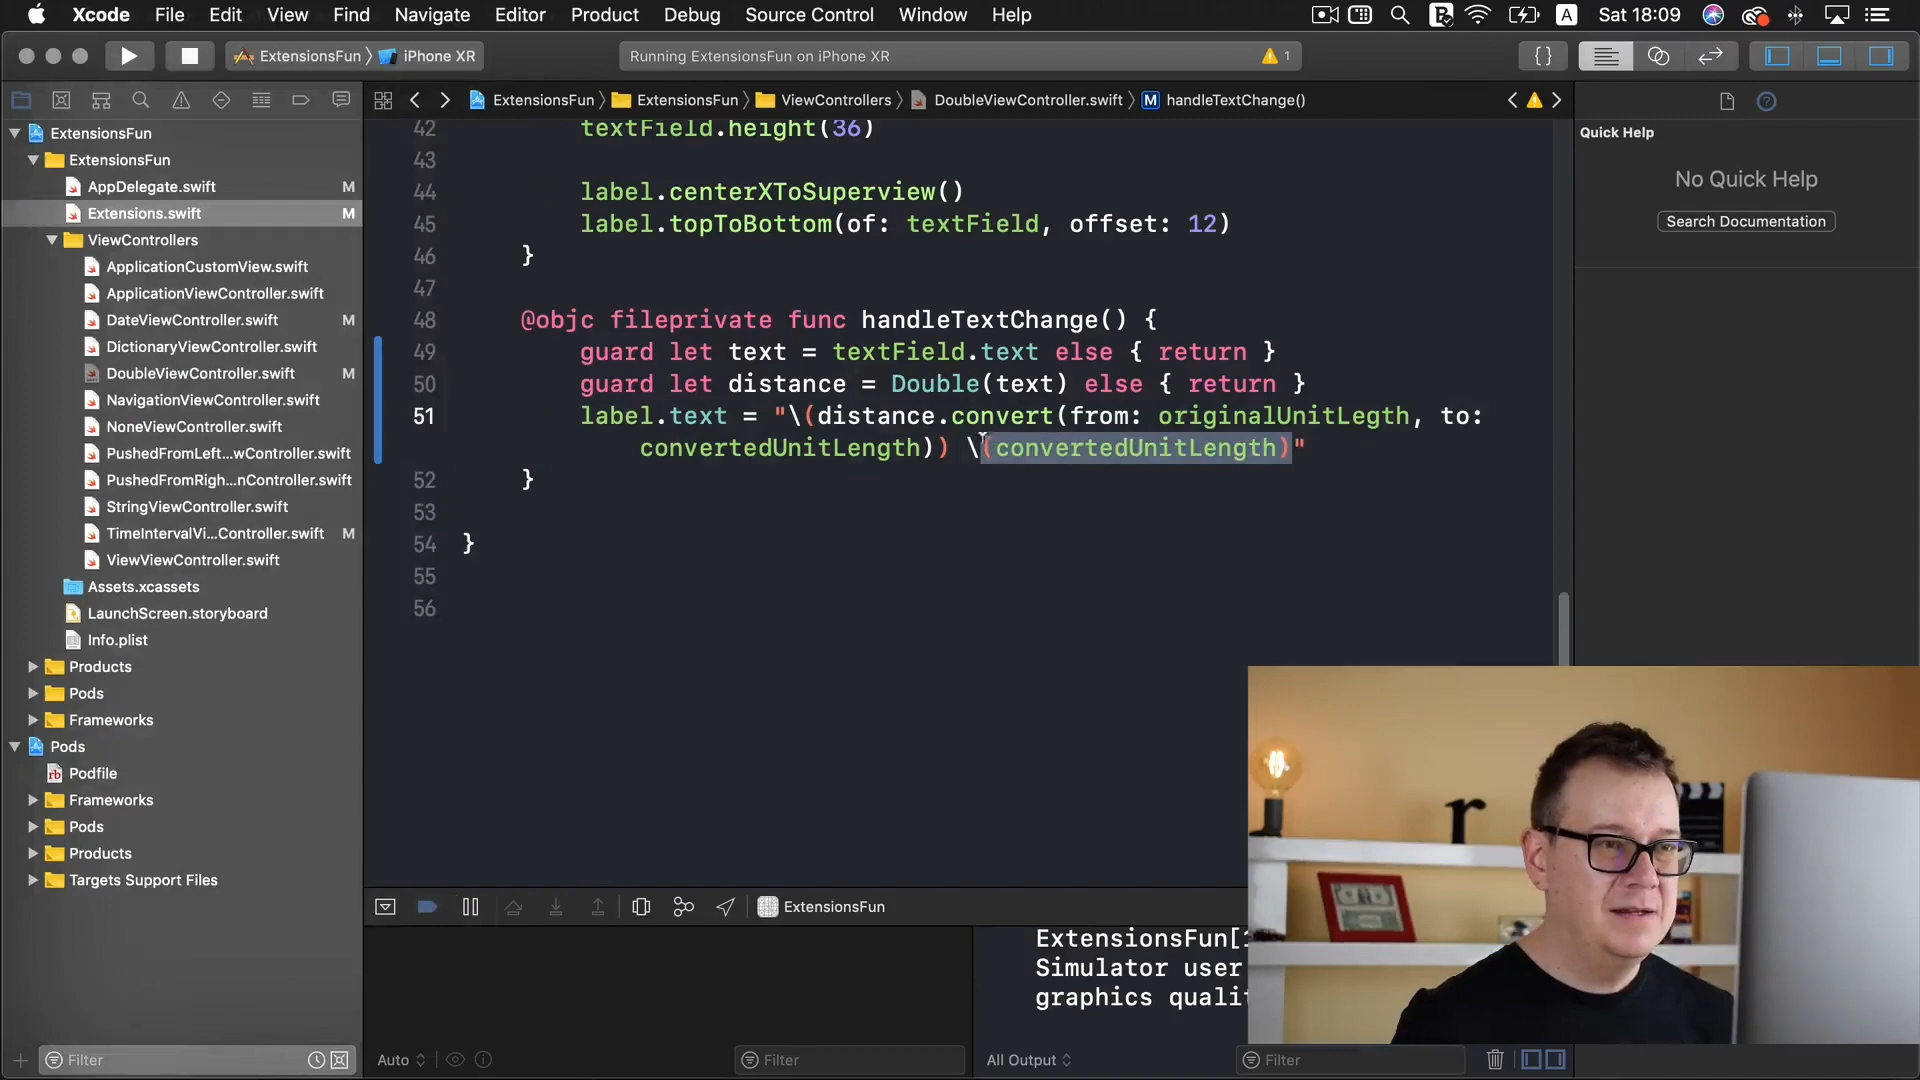 Xcode File Edit View Find Navigate Editor Product Debug Source Control Window Help A Sat 18:09
ExtensionsFun iPhone XR Running ExtensionsFun on iPhone XR 1 {}
ExtensionsFun ExtensionsFun ViewControllers DoubleViewController.swift M handleTextChange()
Quick Help
No Quick Help
Search Documentation
ExtensionsFun
ExtensionsFun
AppDelegate.swift M
Extensions.swift M
ViewControllers
ApplicationCustomView.swift
ApplicationViewController.swift
DateViewController.swift M
DictionaryViewController.swift
DoubleViewController.swift M
NavigationViewController.swift
NoneViewController.swift
PushedFromLeft...wController.swift
PushedFromRigh...nController.swift
StringViewController.swift
TimeIntervalVi...Controller.swift M
ViewViewController.swift
Assets.xcassets
LaunchScreen.storyboard
Info.plist
Products
Pods
Frameworks
Pods
rb Podfile
Frameworks
Pods
Products
Targets Support Files
Filter
42 textField.height(36)
43
44 label.centerXToSuperview()
45 label.topToBottom(of: textField, offset: 12)
46 }
47
48 @objc fileprivate func handleTextChange() {
49 guard let text = textField.text else { return }
50 guard let distance = Double(text) else { return }
51 label.text = "\(distance.convert(from: originalUnitLegth, to:
convertedUnitLength)) \(convertedUnitLength)"
52 }
53
54 }
55
56
ExtensionsFun
ExtensionsFun[
Simulator user
graphics
Auto Filter All Output Filter